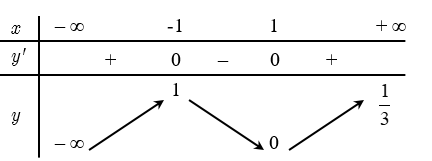 x −∞ -1 1 +∞
y′ + 0 − 0 +
y −∞ 1 0 1/3